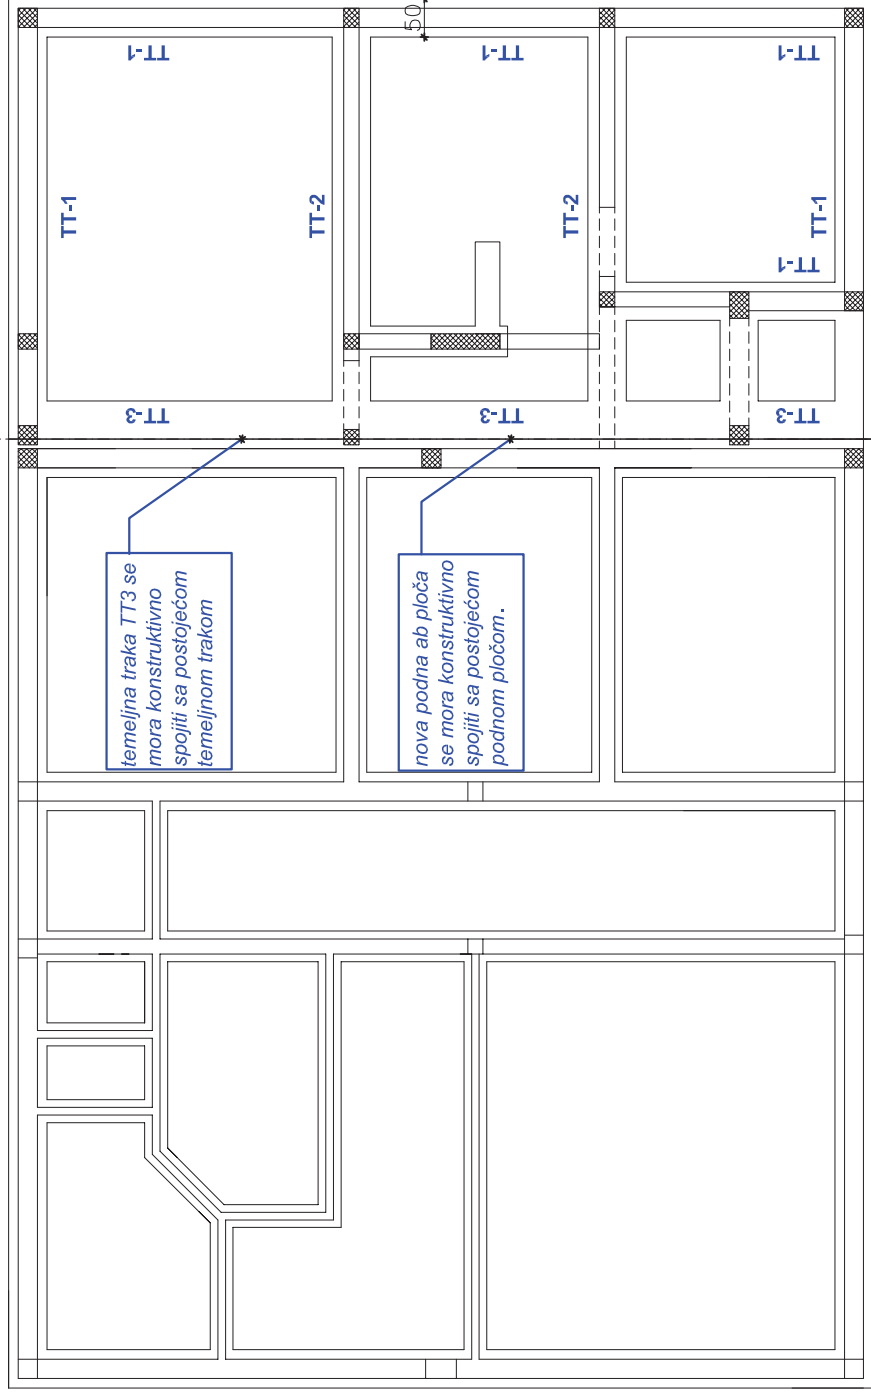 50
TT-1
TT-1
TT-1
TT-1
TT-2
TT-2
TT-1
TT-1
TT-3
TT-3
TT-3
temeljna traka TT3 se
mora konstruktivno
spojiti sa postojećom
temeljnom trakom
nova podna ab ploča
se mora konstruktivno
spojiti sa postojećom
podnom pločom.